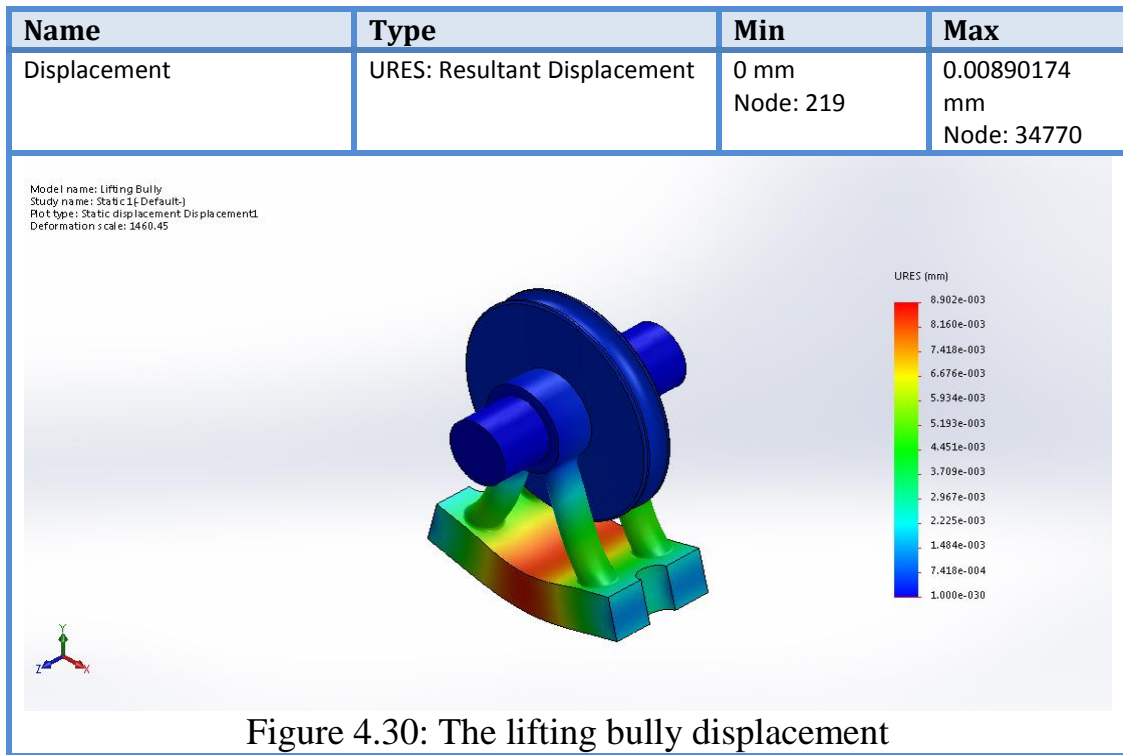 Name Type Min Max
Displacement URES: Resultant Displacement 0 mm 0.00890174
Node: 219 mm
Node: 34770
Model name: Lifting Bully
Study name: Static 1(-Default-)
Plot type: Static displacement Displacement1
Deformation scale: 1460.45
URES (mm)
8.902e-003
8.160e-003
7.418e-003
6.676e-003
5.934e-003
5.193e-003
4.451e-003
3.709e-003
2.967e-003
2.225e-003
1.484e-003
7.418e-004
1.000e-030
Y
Z X
Figure 4.30: The lifting bully displacement